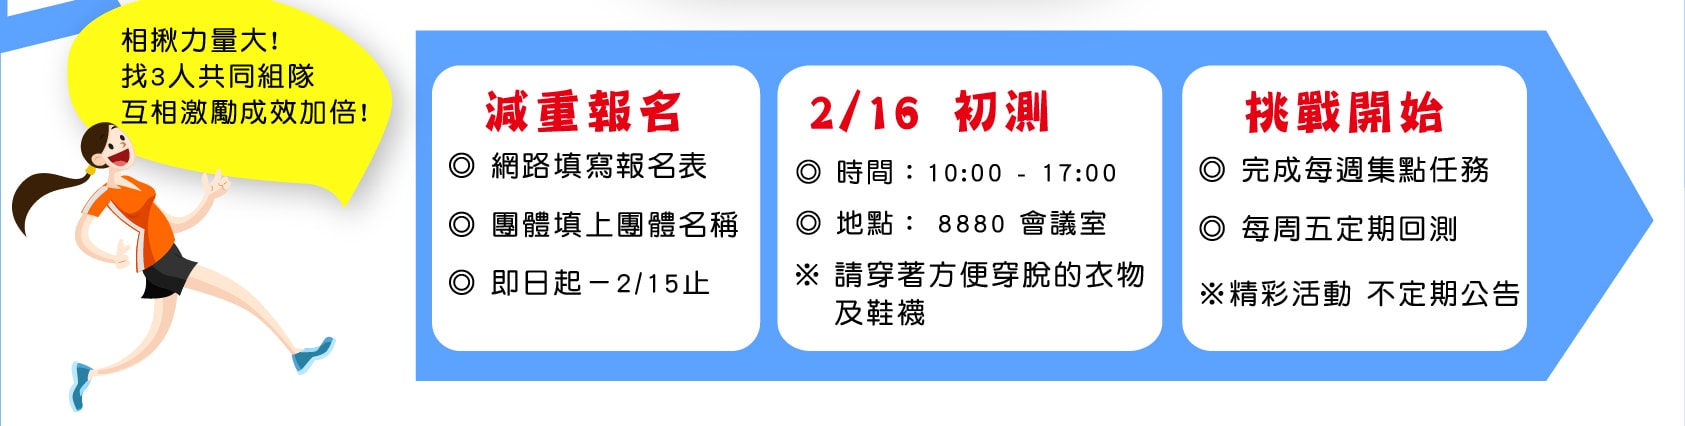 相揪力量大!
找3人共同組隊
互相激勵成效加倍!
減重報名
◎ 網路填寫報名表
◎ 團體填上團體名稱
◎ 即日起－2/15止
2/16 初測
◎ 時間：10:00 - 17:00
◎ 地點： 8880 會議室
※ 請穿著方便穿脫的衣物
及鞋襪
挑戰開始
◎ 完成每週集點任務
◎ 每周五定期回測
※精彩活動 不定期公告